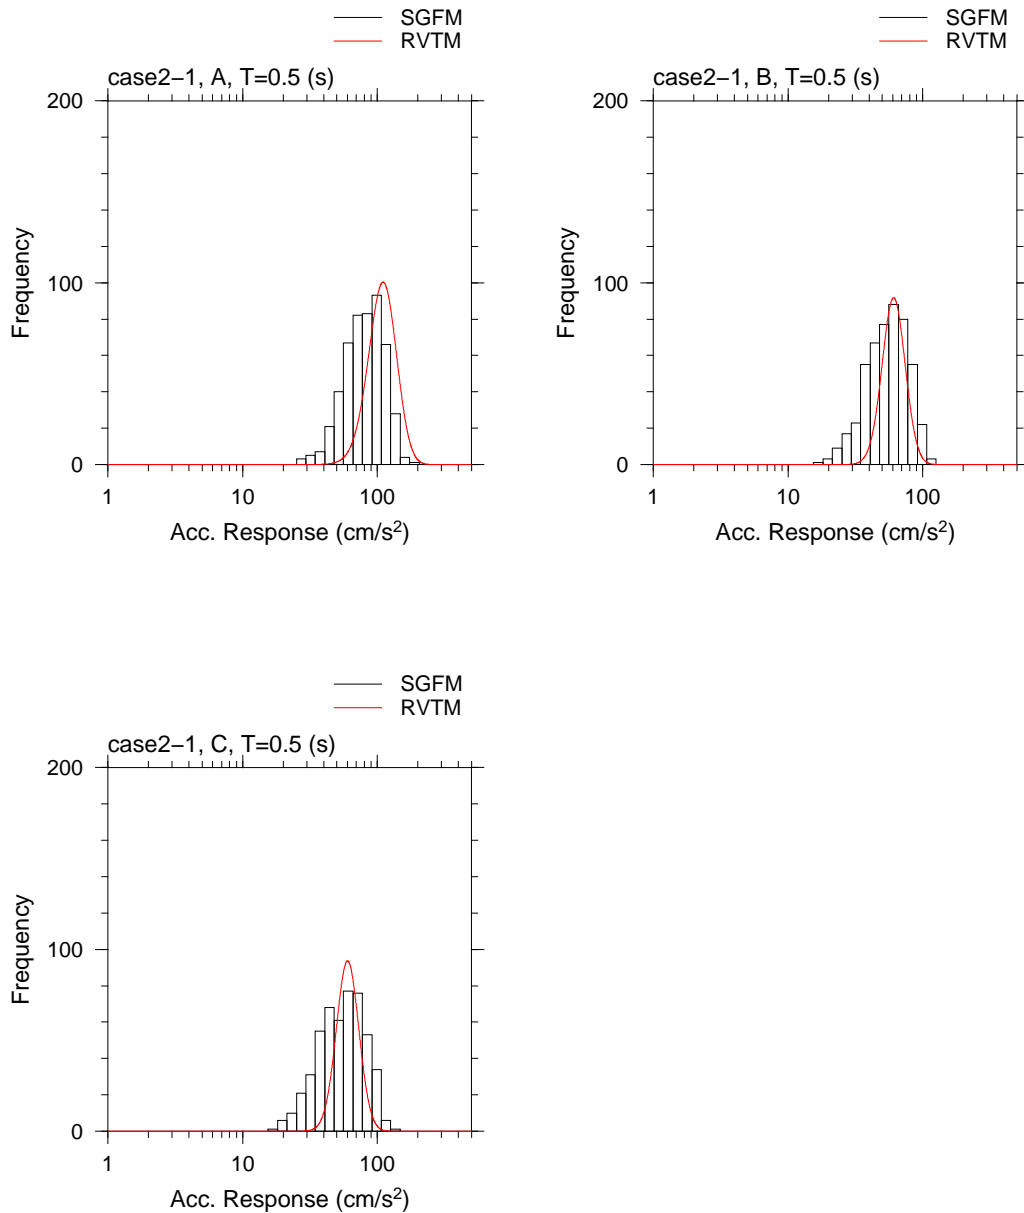 SGFM
RVTM
case2−1, A, T=0.5 (s)
200
100
0
Frequency
1 10 100
Acc. Response (cm/s²)
SGFM
RVTM
case2−1, B, T=0.5 (s)
200
100
0
Frequency
1 10 100
Acc. Response (cm/s²)
SGFM
RVTM
case2−1, C, T=0.5 (s)
200
100
0
Frequency
1 10 100
Acc. Response (cm/s²)